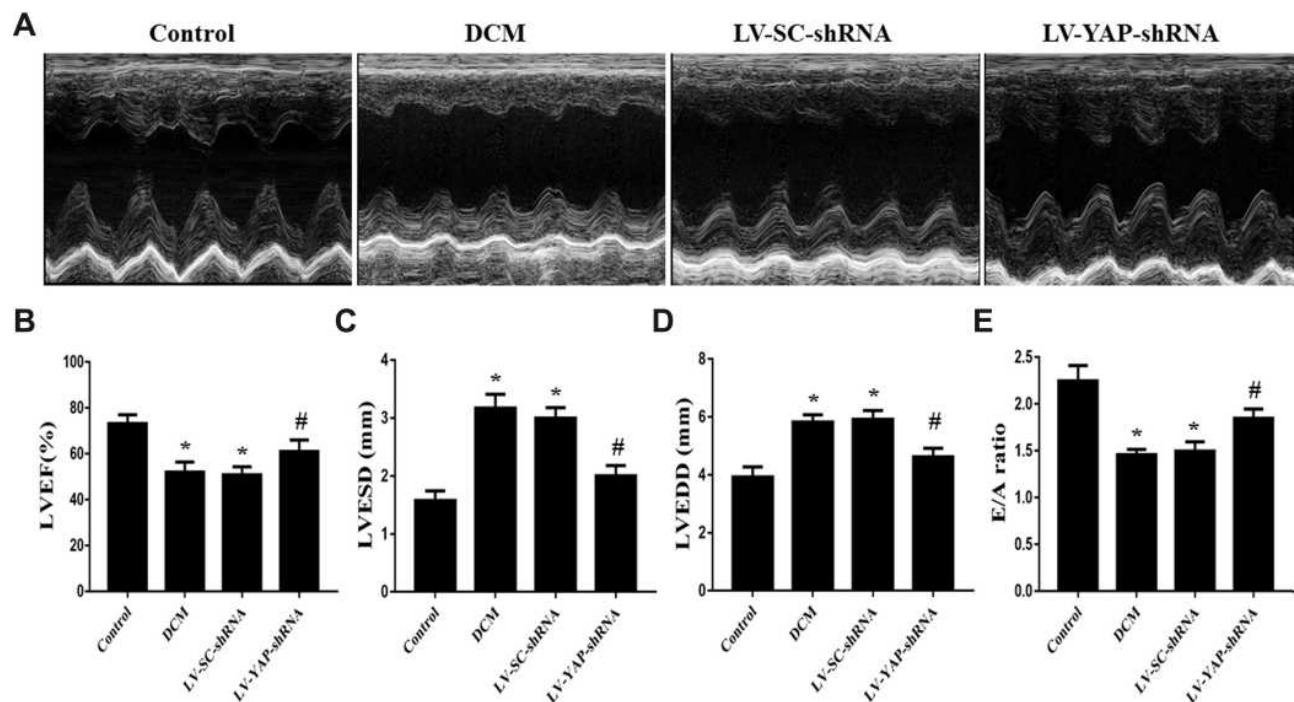 A
Control
DCM
LV-SC-shRNA
LV-YAP-shRNA
B
LVEF(%)
100
80
60
40
20
0
*
*
#
Control
DCM
LV-SC-shRNA
LV-YAP-shRNA
C
LVESD (mm)
4
3
2
1
0
*
*
#
Control
DCM
LV-SC-shRNA
LV-YAP-shRNA
D
LVEDD (mm)
8
6
4
2
0
*
*
#
Control
DCM
LV-SC-shRNA
LV-YAP-shRNA
E
E/A ratio
2.5
2.0
1.5
1.0
0.5
0.0
*
*
#
Control
DCM
LV-SC-shRNA
LV-YAP-shRNA